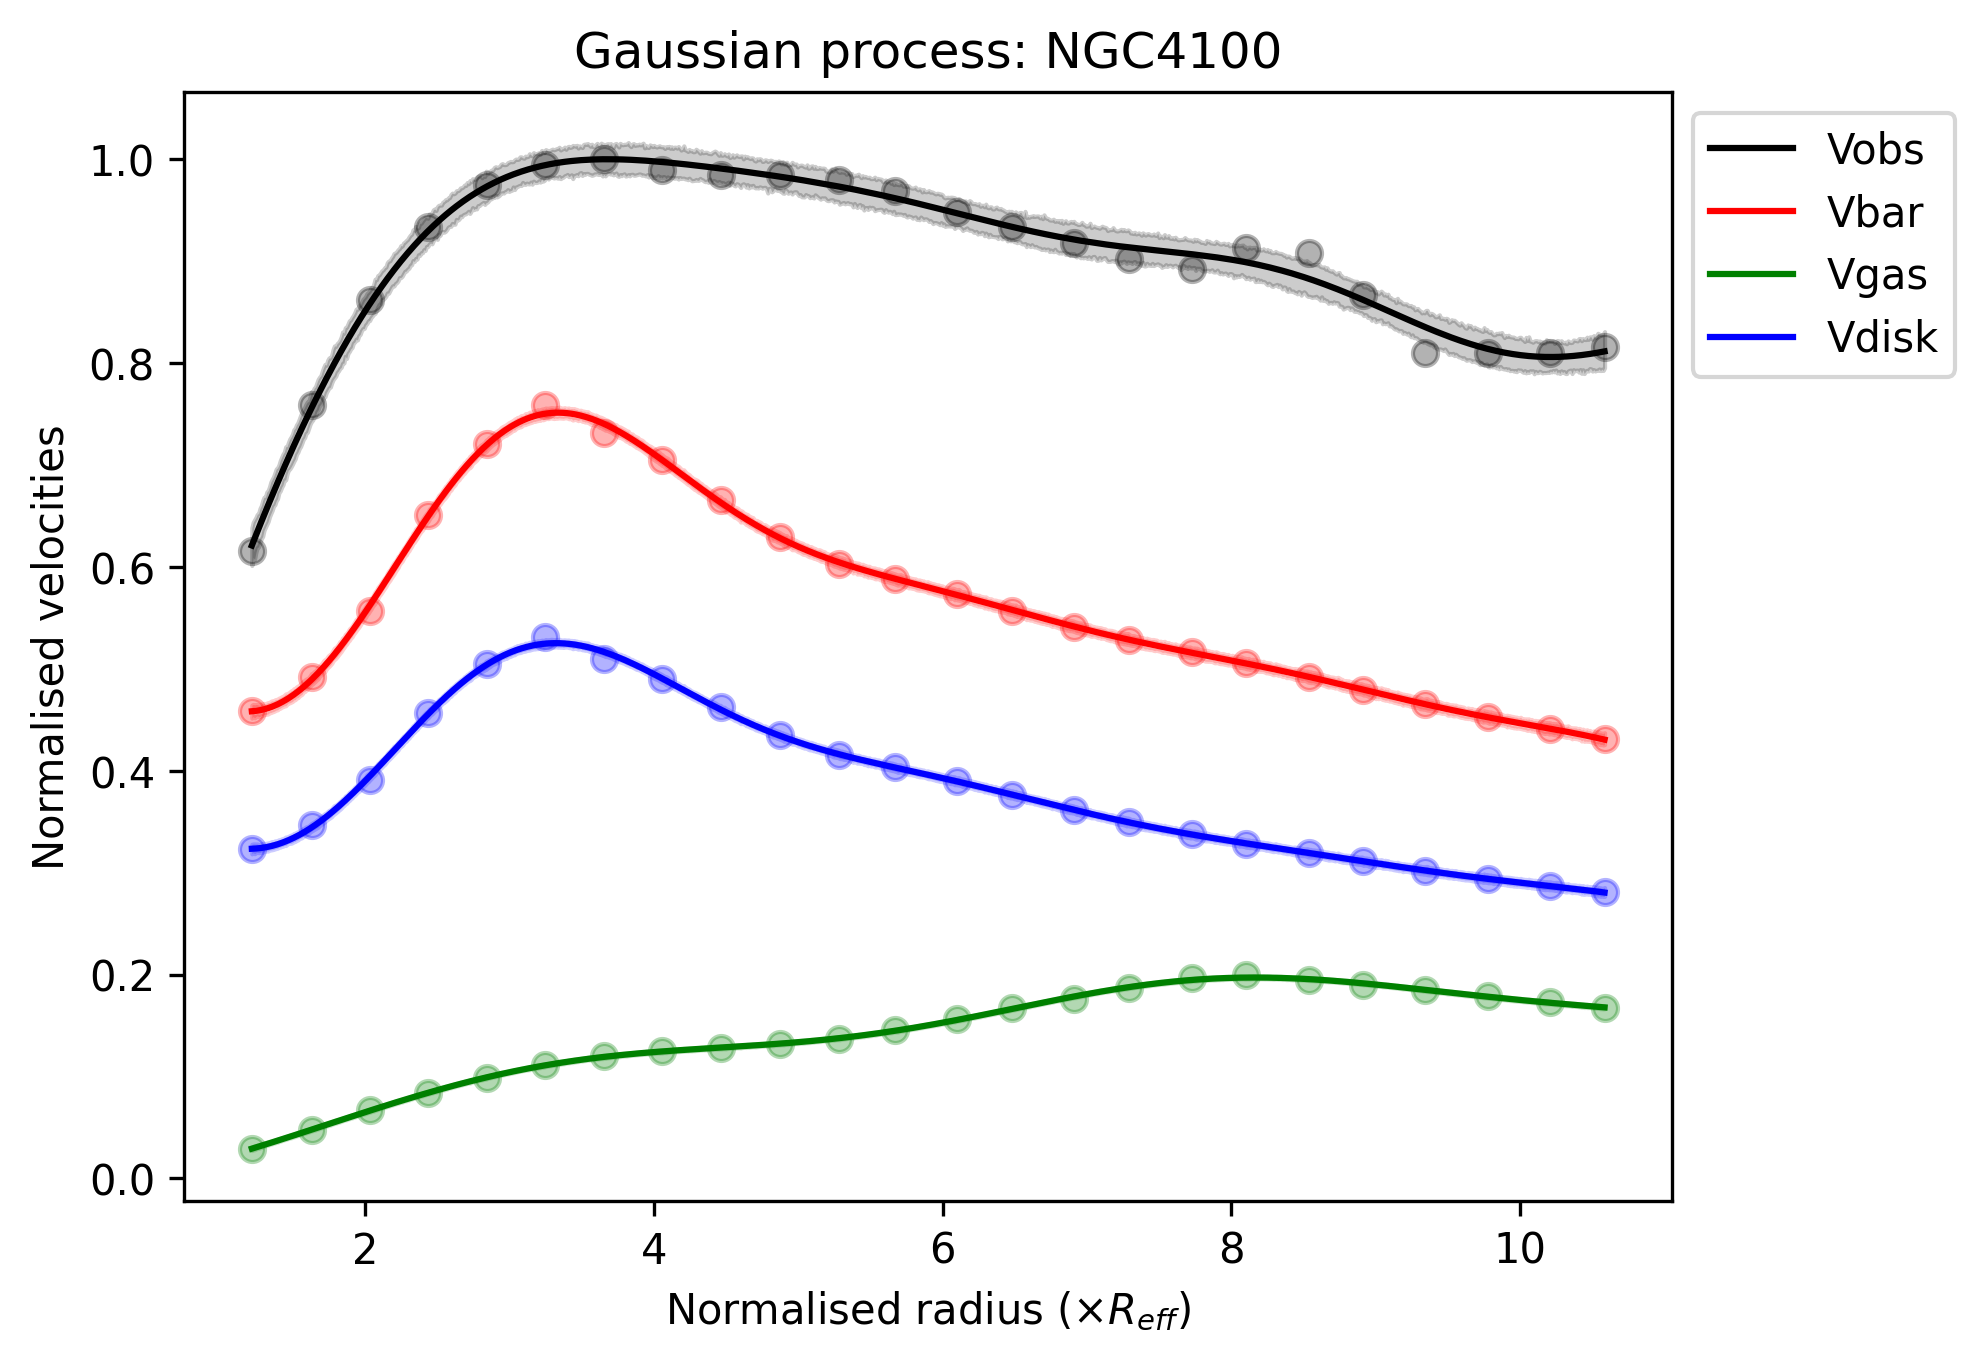 Gaussian process: NGC4100
Normalised velocities
1.0
0.8
0.6
0.4
0.2
0.0
2 4 6 8 10
Normalised radius (×R_eff)
Vobs
Vbar
Vgas
Vdisk